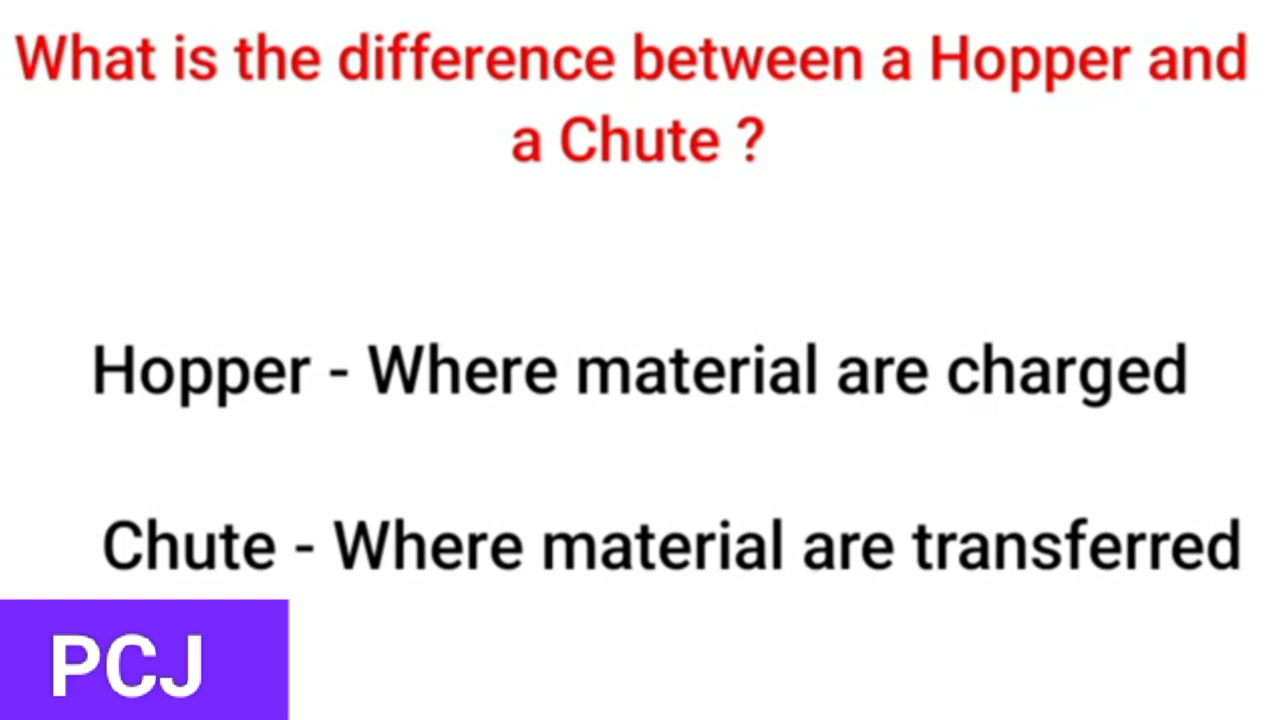 What is the difference between a Hopper and
a Chute ?
Hopper - Where material are charged
Chute - Where material are transferred
PCJ